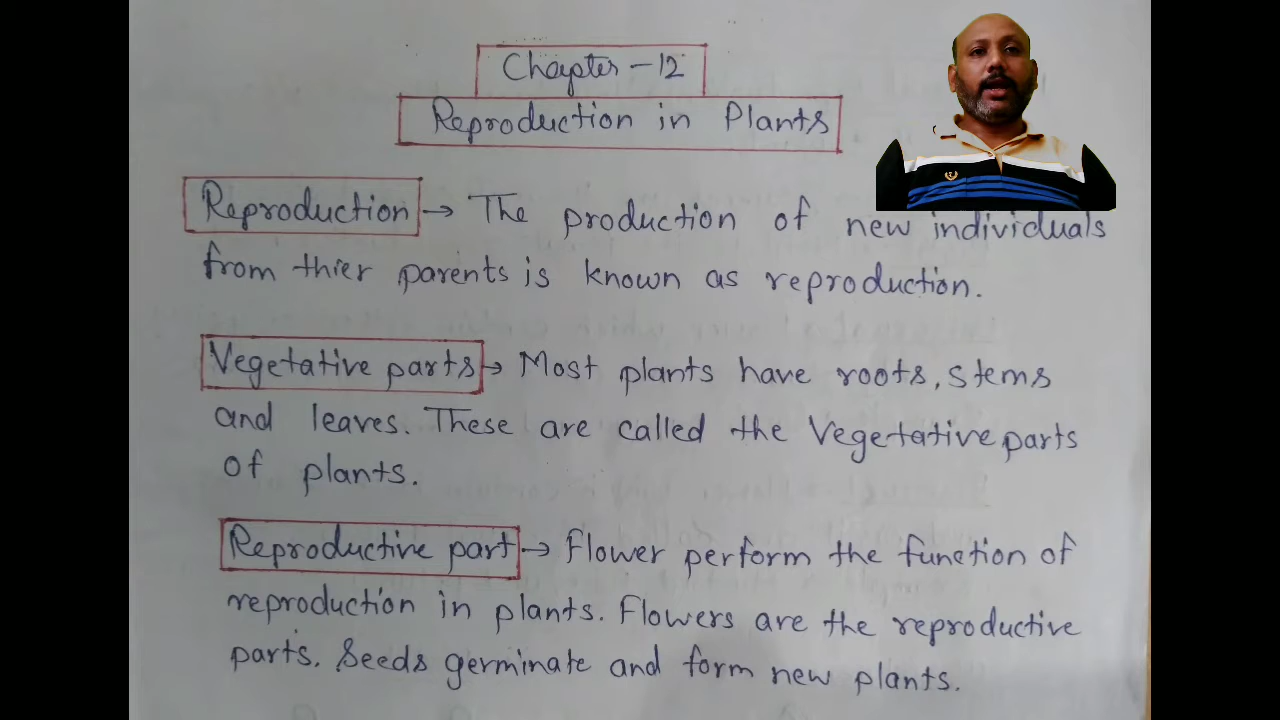 Chapter - 12
Reproduction in Plants
Reproduction → The production of new individuals
from thier parents is known as reproduction.
Vegetative parts → Most plants have roots, stems
and leaves. These are called the Vegetative parts
of plants.
Reproductive part → Flower perform the function of
reproduction in plants. Flowers are the reproductive
parts. Seeds germinate and form new plants.